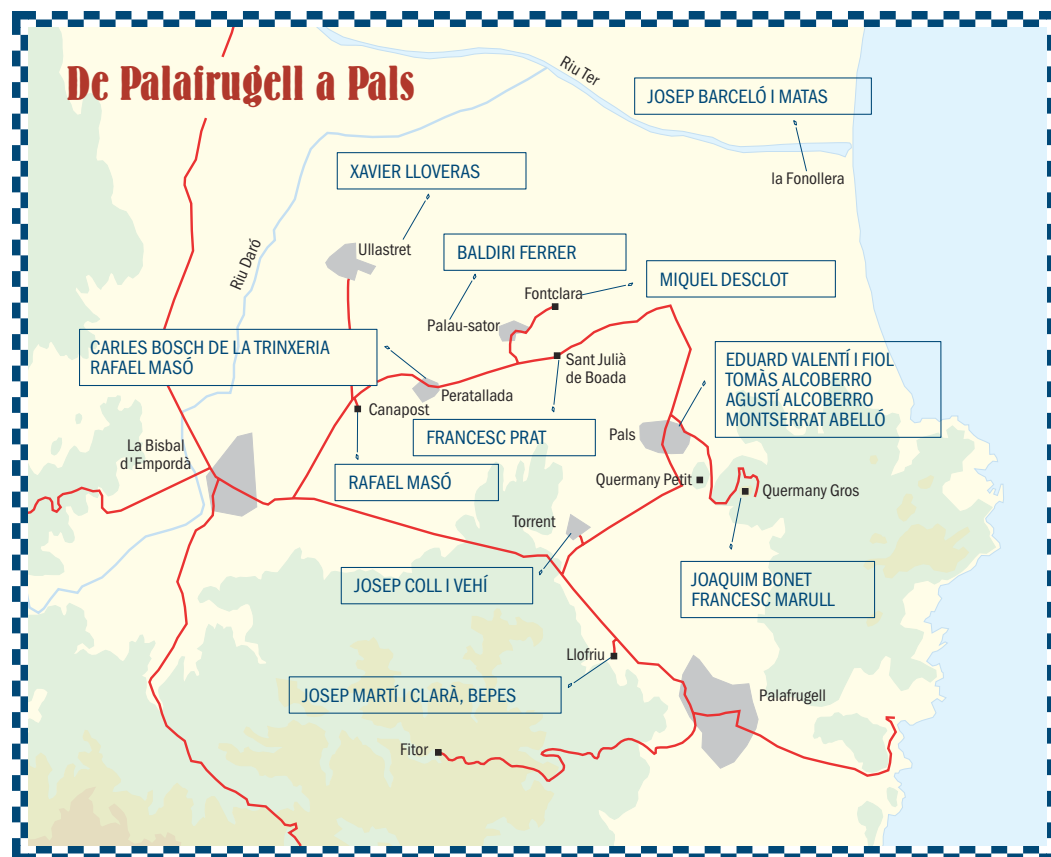 De Palafrugell a Pals
Riu Ter
JOSEP BARCELÓ I MATAS
la Fonollera
XAVIER LLOVERAS
Ullastret
Riu Daró
BALDIRI FERRER
MIQUEL DESCLOT
Fontclara
Palau-sator
CARLES BOSCH DE LA TRINXERIA
RAFAEL MASÓ
Sant Julià
de Boada
EDUARD VALENTÍ I FIOL
TOMÀS ALCOBERRO
AGUSTÍ ALCOBERRO
MONTSERRAT ABELLÓ
Peratallada
Canapost
FRANCESC PRAT
Pals
La Bisbal
d'Empordà
RAFAEL MASÓ
Quermany Petit
Quermany Gros
Torrent
JOSEP COLL I VEHÍ
JOAQUIM BONET
FRANCESC MARULL
Llofriu
JOSEP MARTÍ I CLARÀ, BEPES
Palafrugell
Fitor